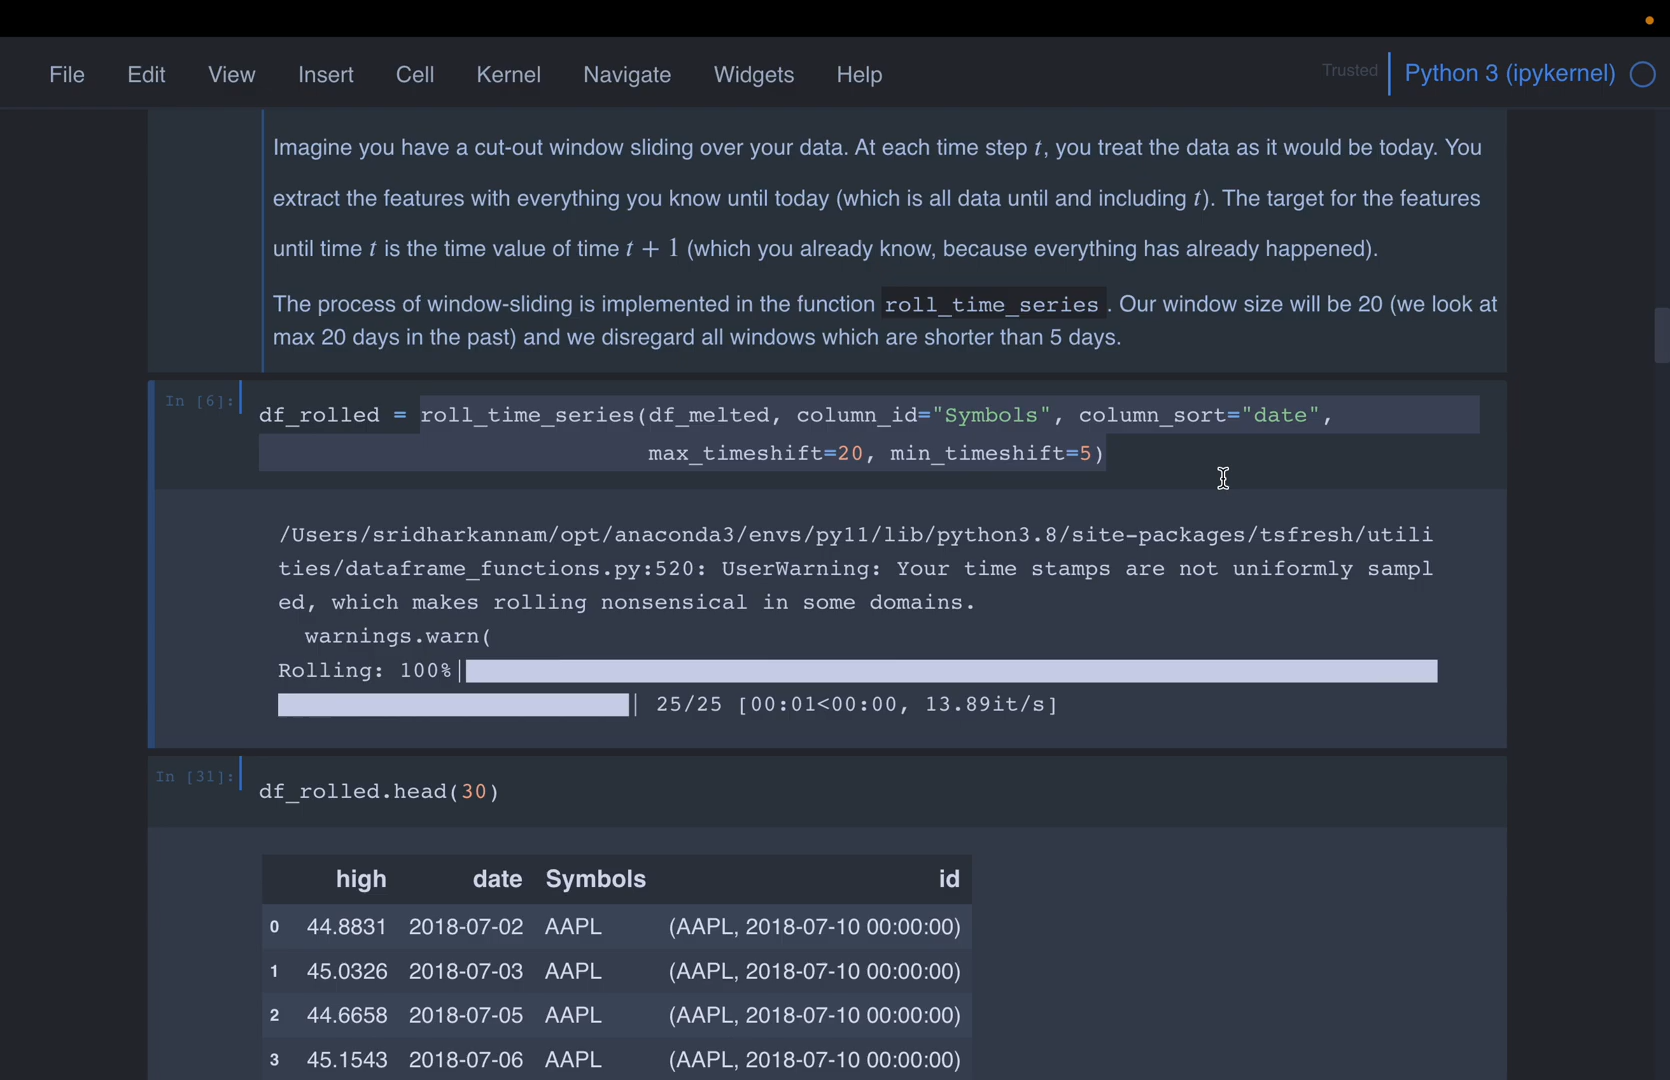 File Edit View Insert Cell Kernel Navigate Widgets Help Trusted Python 3 (ipykernel)
Imagine you have a cut-out window sliding over your data. At each time step t, you treat the data as it would be today. You
extract the features with everything you know until today (which is all data until and including t). The target for the features
until time t is the time value of time t + 1 (which you already know, because everything has already happened).
The process of window-sliding is implemented in the function roll_time_series . Our window size will be 20 (we look at
max 20 days in the past) and we disregard all windows which are shorter than 5 days.
In [6]: df_rolled = roll_time_series(df_melted, column_id="Symbols", column_sort="date",
max_timeshift=20, min_timeshift=5)
/Users/sridharkannam/opt/anaconda3/envs/py11/lib/python3.8/site-packages/tsfresh/utili
ties/dataframe_functions.py:520: UserWarning: Your time stamps are not uniformly sampl
ed, which makes rolling nonsensical in some domains.
warnings.warn(
Rolling: 100%|
| 25/25 [00:01<00:00, 13.89it/s]
In [31]: df_rolled.head(30)
high date Symbols id
0 44.8831 2018-07-02 AAPL (AAPL, 2018-07-10 00:00:00)
1 45.0326 2018-07-03 AAPL (AAPL, 2018-07-10 00:00:00)
2 44.6658 2018-07-05 AAPL (AAPL, 2018-07-10 00:00:00)
3 45.1543 2018-07-06 AAPL (AAPL, 2018-07-10 00:00:00)